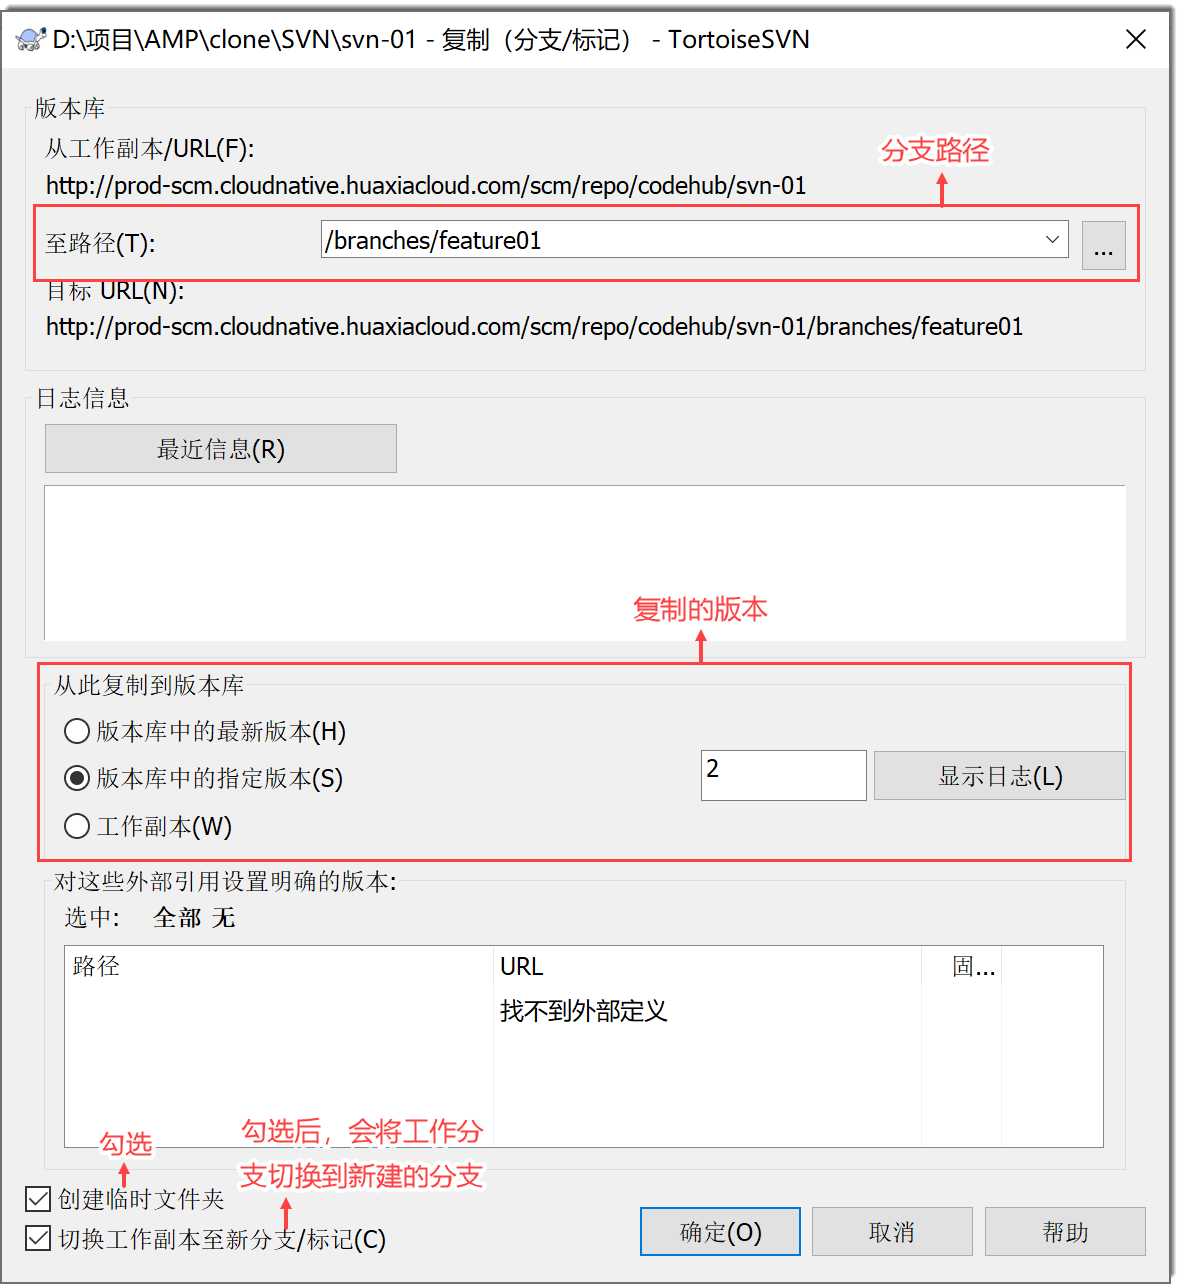 D:\项目\AMP\clone\SVN\svn-01 - 复制（分支/标记） - TortoiseSVN
版本库
从工作副本/URL(F):
分支路径
http://prod-scm.cloudnative.huaxiacloud.com/scm/repo/codehub/svn-01
至路径(T):
/branches/feature01
...
目标 URL(N):
http://prod-scm.cloudnative.huaxiacloud.com/scm/repo/codehub/svn-01/branches/feature01
日志信息
最近信息(R)
复制的版本
从此复制到版本库
版本库中的最新版本(H)
版本库中的指定版本(S)
2
显示日志(L)
工作副本(W)
对这些外部引用设置明确的版本:
选中: 全部 无
路径
URL
固...
找不到外部定义
勾选
勾选后，会将工作分
支切换到新建的分支
创建临时文件夹
切换工作副本至新分支/标记(C)
确定(O)
取消
帮助